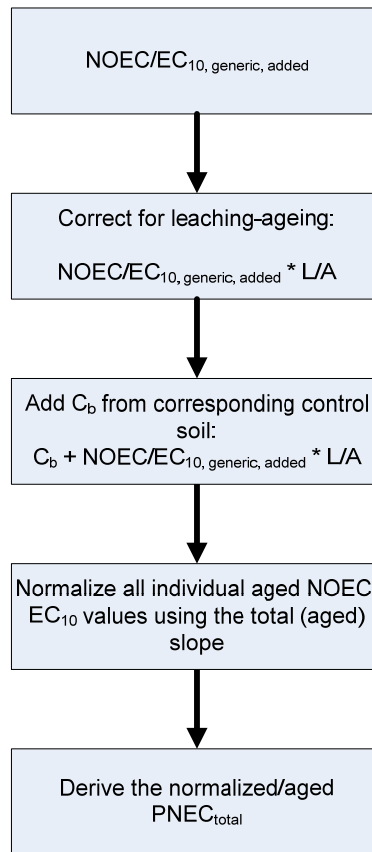 NOEC/EC10, generic, added
Correct for leaching-ageing:
NOEC/EC10, generic, added * L/A
Add Cb from corresponding control
soil:
Cb + NOEC/EC10, generic, added * L/A
Normalize all individual aged NOEC
EC10 values using the total (aged)
slope
Derive the normalized/aged
PNECtotal